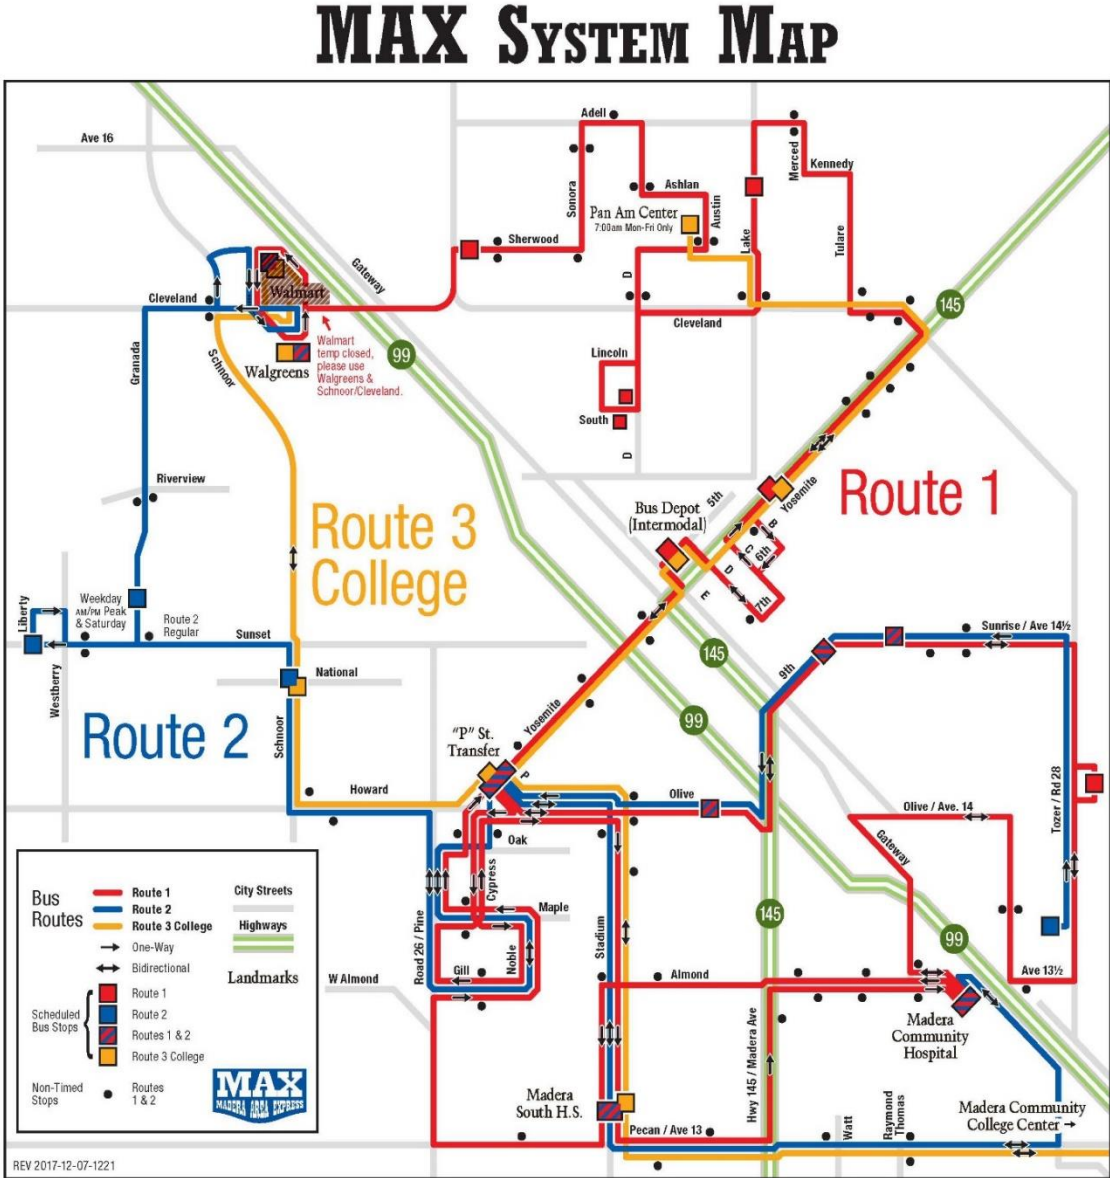 MAX SYSTEM MAP
Ave 16
Adell
Merced
Kennedy
Sonora
Ashlan
Austin
Pan Am Center
7:00am Mon-Fri Only
Lake
Tulare
Sherwood
Gateway
D
D
Cleveland
Walmart
145
Cleveland
Walmart
temp closed,
please use
Walgreens &
Schnoor/Cleveland.
99
Granada
Schnoor
Walgreens
Lincoln
South
D
Riverview
Route 3
College
Bus Depot
(Intermodal)
5th
Yosemite
Route 1
B
6th
C
D
7th
E
Liberty
Weekday
AM/PM Peak
& Saturday
Route 2
Regular
Sunset
145
9th
Sunrise / Ave 14½
Westberry
National
Route 2
Schnoor
99
Yosemite
"P" St.
Transfer
P
Howard
Olive
Tozer / Rd 28
Olive / Ave. 14
Gateway
Oak
Cypress
Maple
Road 26 / Pine
Noble
Stadium
145
99
W Almond
Gill
Almond
Ave 13½
Madera
Community
Hospital
Hwy 145 / Madera Ave
Madera
South H.S.
Pecan / Ave 13
Watt
Raymond
Thomas
Madera Community
College Center
Bus
Routes
Route 1
Route 2
Route 3 College
One-Way
Bidirectional
City Streets
Highways
Landmarks
Scheduled
Bus Stops
Route 1
Route 2
Routes 1 & 2
Route 3 College
Non-Timed
Stops
Routes
1 & 2
MAX
MADERA AREA EXPRESS
REV 2017-12-07-1221